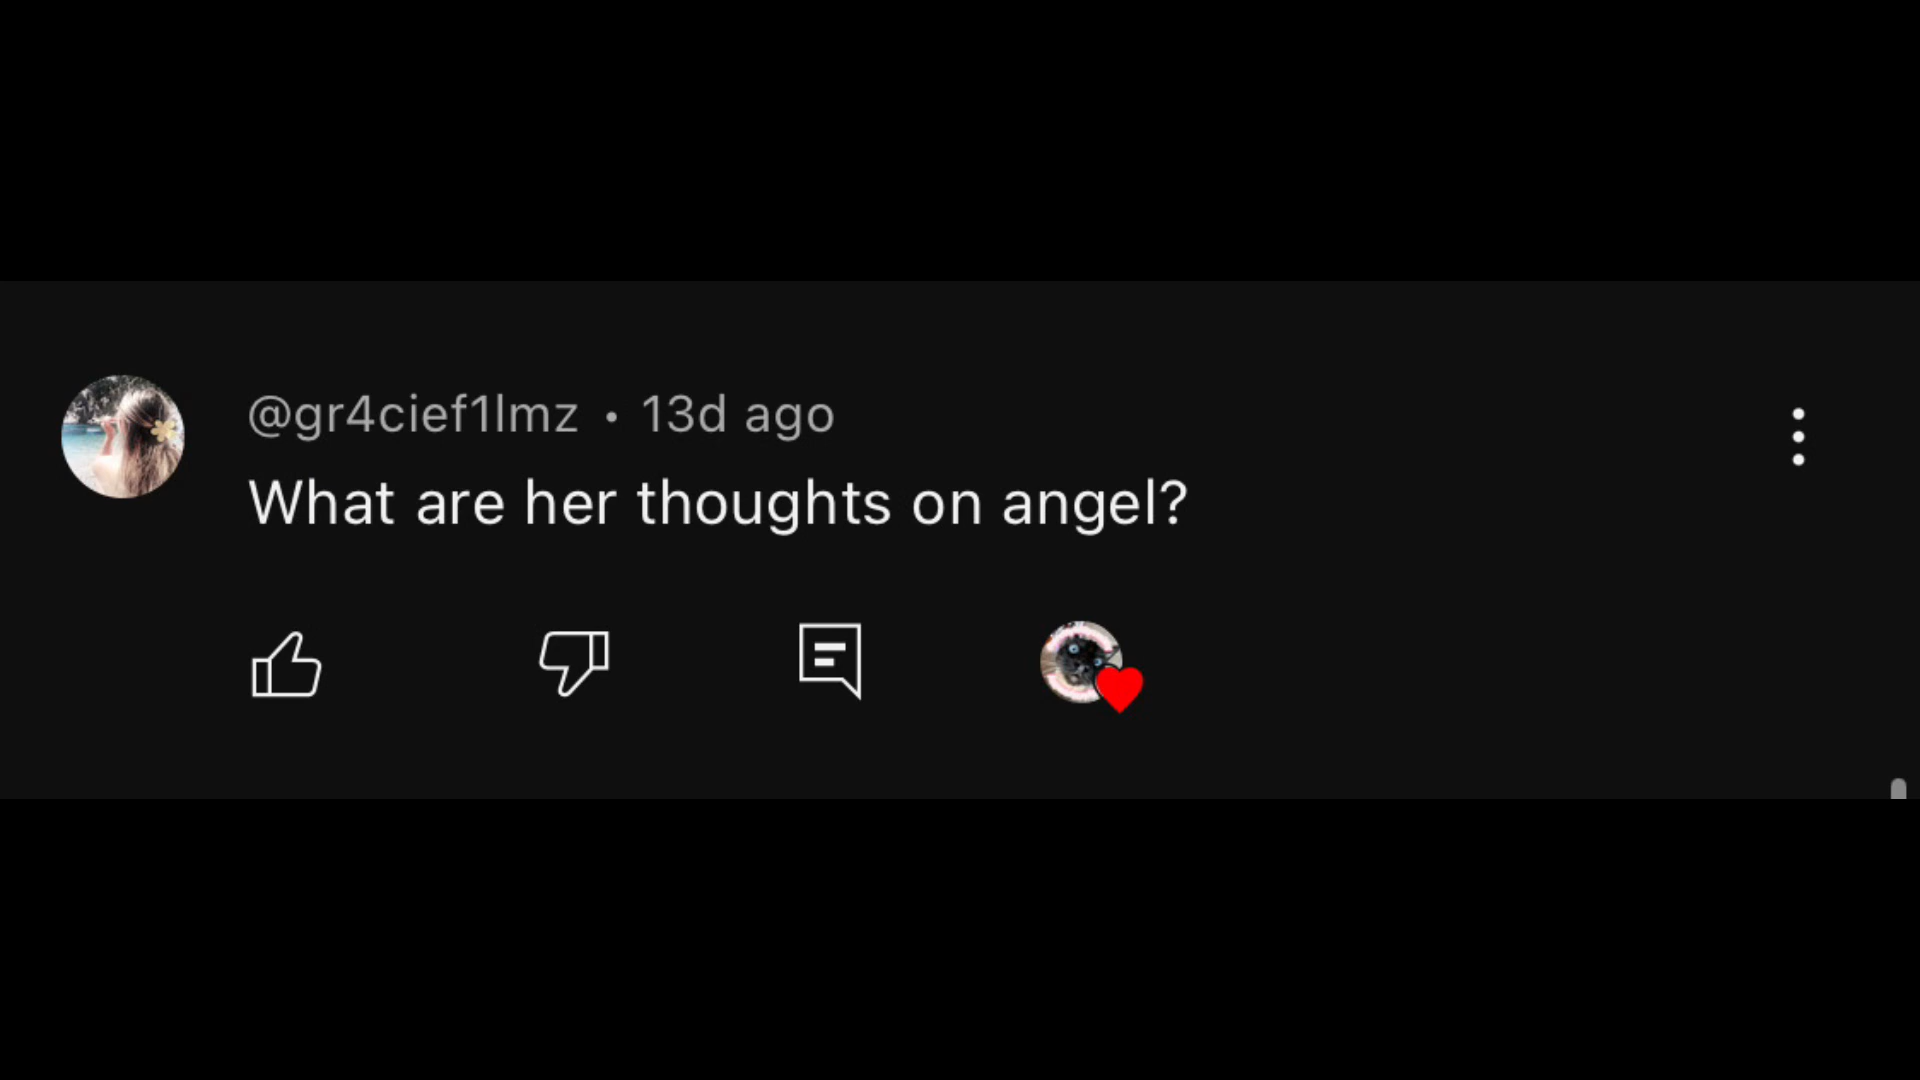 @gr4cief1lmz • 13d ago
What are her thoughts on angel?